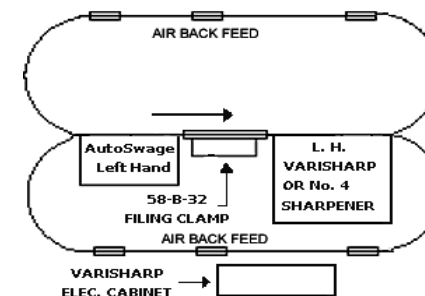 AIR BACK FEED
AutoSwage
Left Hand
58-B-32
FILING CLAMP
L. H.
VARISHARP
OR No. 4
SHARPENER
AIR BACK FEED
VARISHARP
ELEC. CABINET